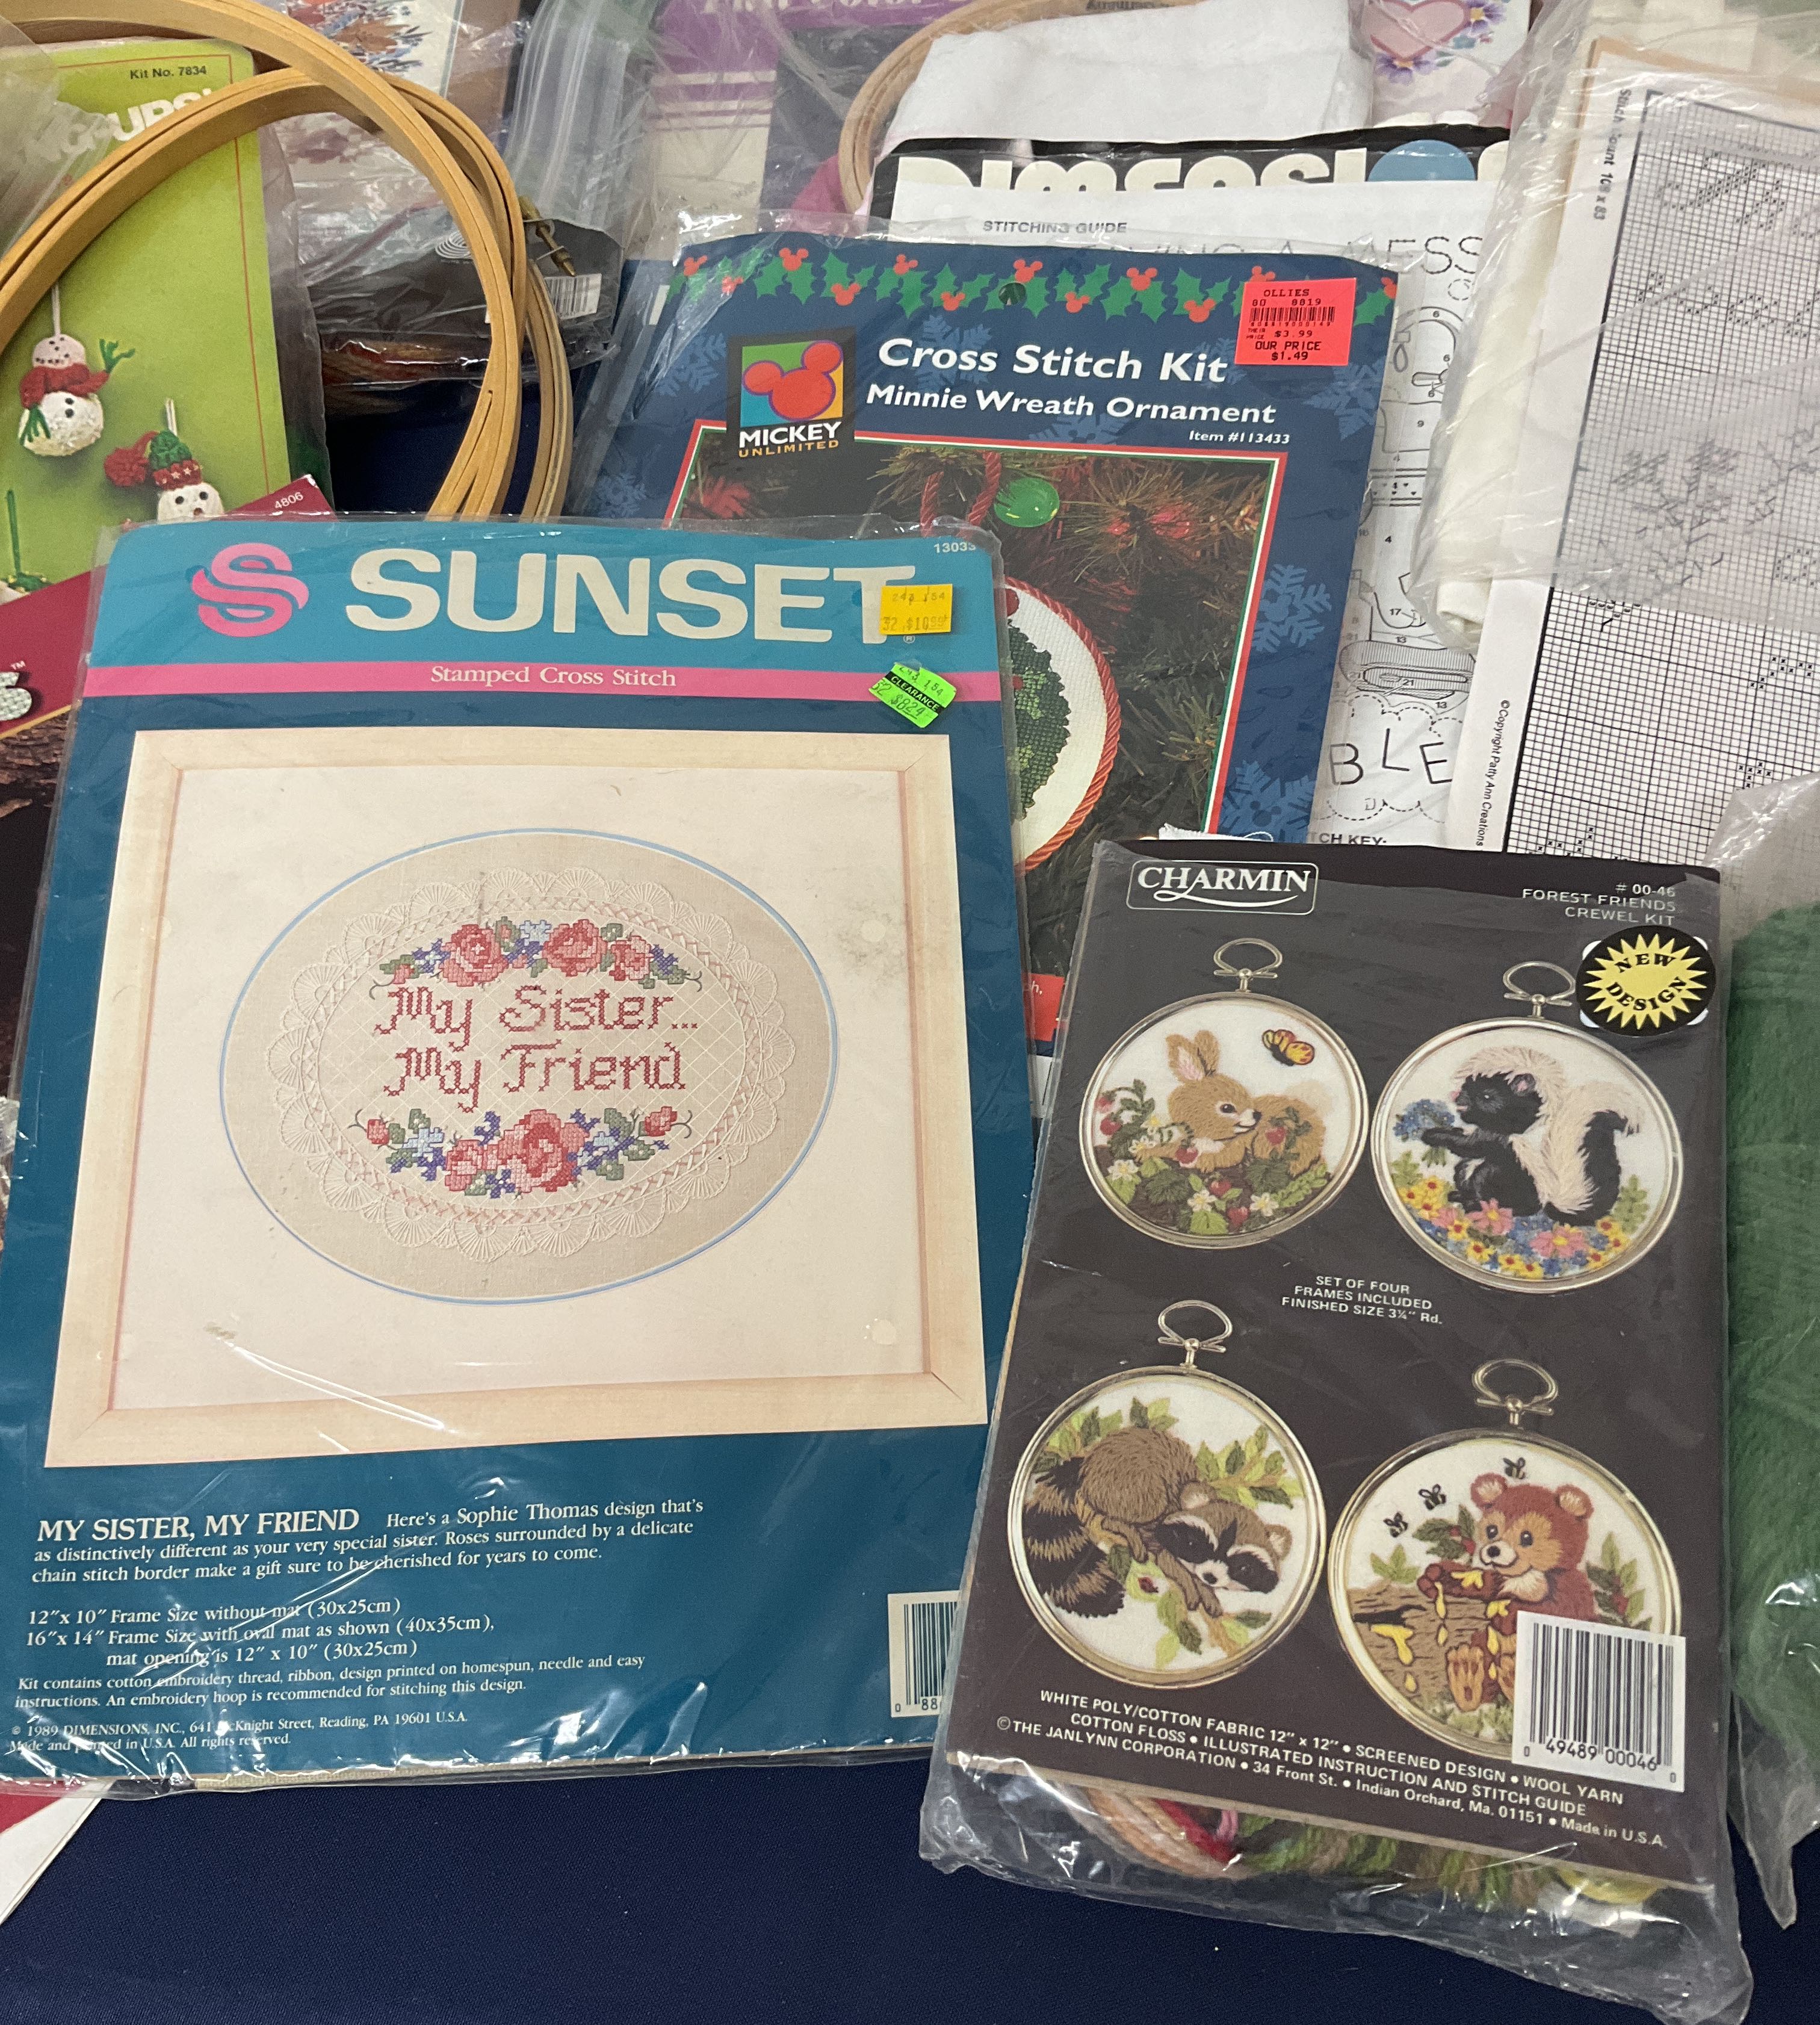 Kit No. 7834
4806
STITCHING GUIDE
MICKEY
UNLIMITED
Cross Stitch Kit
Minnie Wreath Ornament
Item #113433
OLLIES
$3.99
OUR PRICE
$1.49
SUNSET
®
Stamped Cross Stitch
CLEARANCE
My Sister...
My Friend
MY SISTER, MY FRIEND Here's a Sophie Thomas design that's
as distinctively different as your very special sister. Roses surrounded by a delicate
chain stitch border make a gift sure to be cherished for years to come.
12"x 10" Frame Size without mat (30x25cm)
16"x 14" Frame Size with oval mat as shown (40x35cm),
mat opening is 12" x 10" (30x25cm)
Kit contains cotton embroidery thread, ribbon, design printed on homespun, needle and easy
instructions. An embroidery hoop is recommended for stitching this design.
© 1989 DIMENSIONS, INC., 641 McKnight Street, Reading, PA 19601 U.S.A.
Made and printed in U.S.A. All rights reserved.
0 88
©Copyright Patty Ann Creations
BLE
CHARMIN
# 00-46
FOREST FRIENDS
CREWEL KIT
NEW
DESIGN
SET OF FOUR
FRAMES INCLUDED
FINISHED SIZE 3¼" Rd.
WHITE POLY/COTTON FABRIC 12" x 12" • SCREENED DESIGN • WOOL YARN
COTTON FLOSS • ILLUSTRATED INSTRUCTION AND STITCH GUIDE
©THE JANLYNN CORPORATION • 34 Front St. • Indian Orchard, Ma. 01151 • Made in U.S.A.
0 49489 00046 0